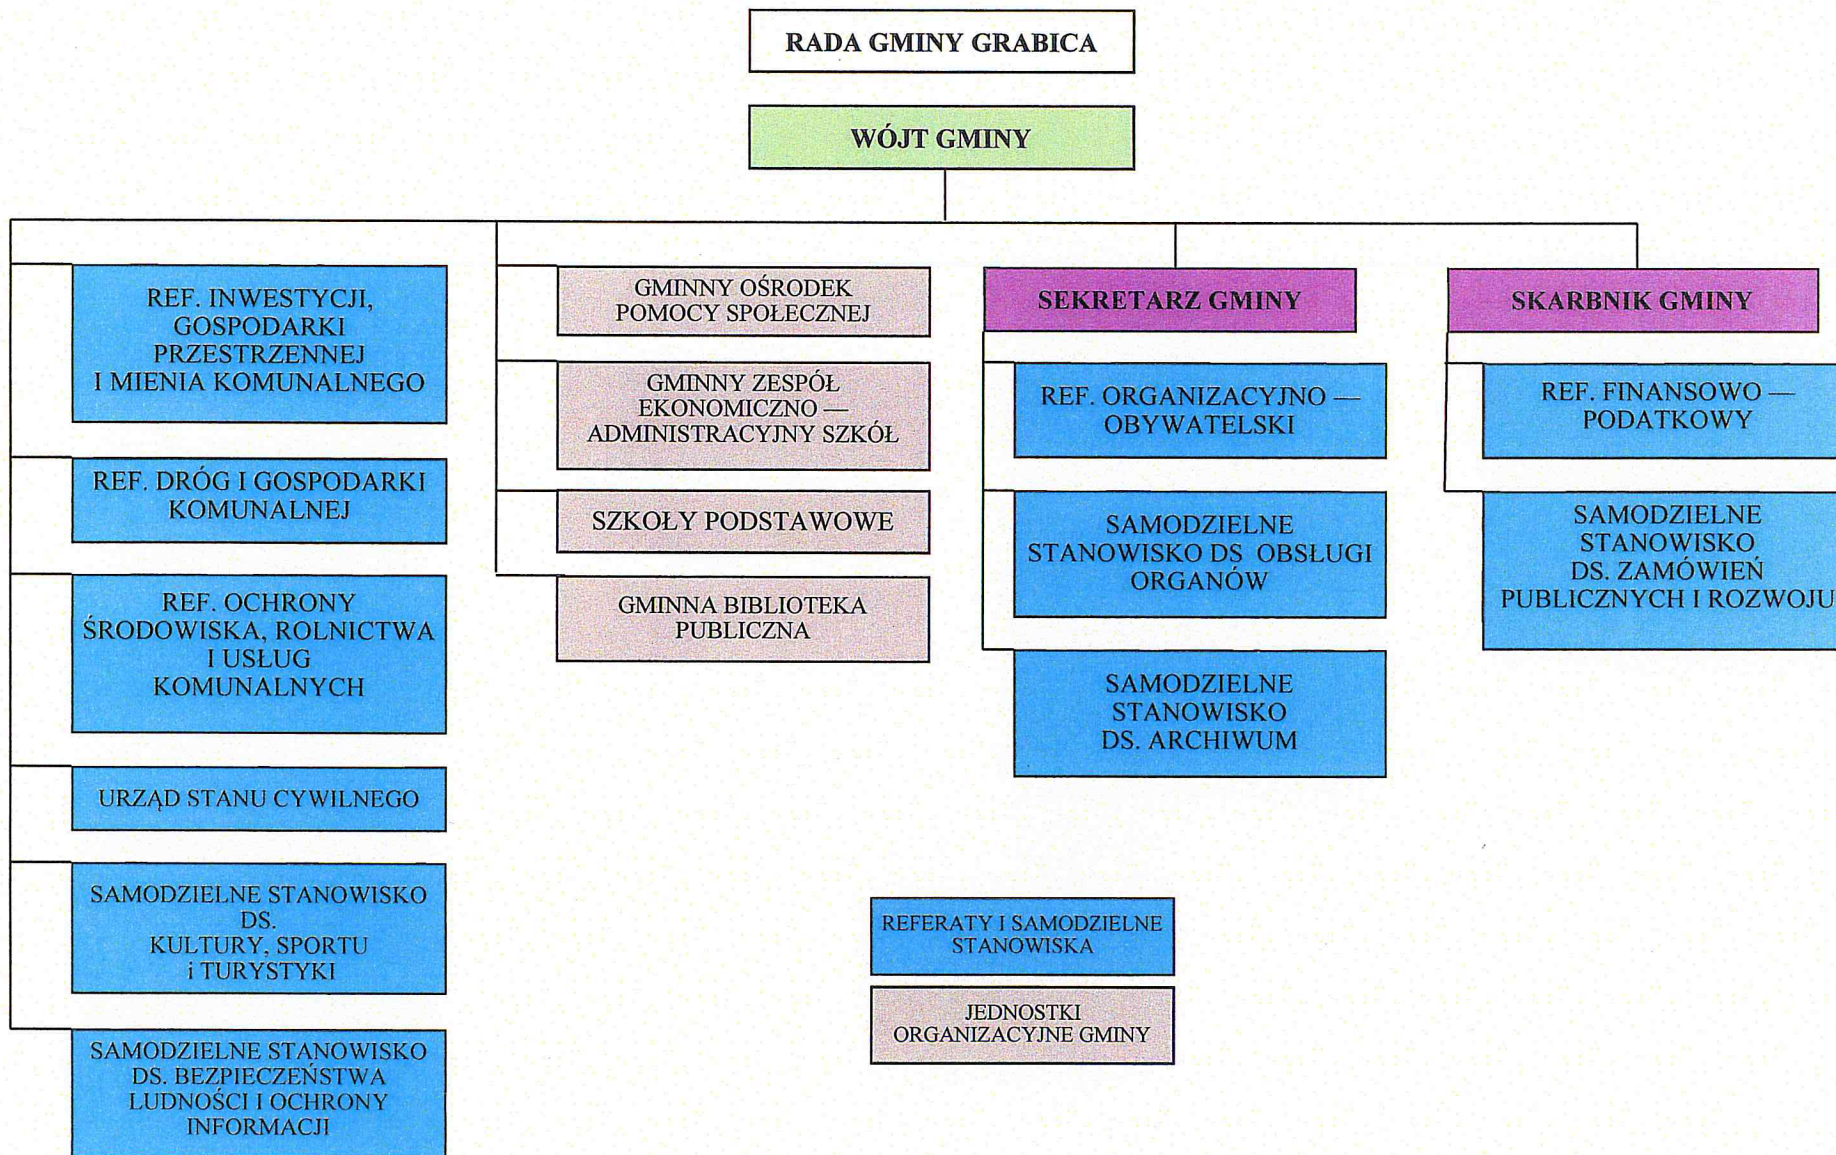 RADA GMINY GRABICA
WÓJT GMINY
REF. INWESTYCJI,
GOSPODARKI
PRZESTRZENNEJ
I MIENIA KOMUNALNEGO
REF. DRÓG I GOSPODARKI
KOMUNALNEJ
REF. OCHRONY
ŚRODOWISKA, ROLNICTWA
I USŁUG
KOMUNALNYCH
URZĄD STANU CYWILNEGO
SAMODZIELNE STANOWISKO
DS.
KULTURY, SPORTU
i TURYSTYKI
SAMODZIELNE STANOWISKO
DS. BEZPIECZEŃSTWA
LUDNOŚCI I OCHRONY
INFORMACJI
GMINNY OŚRODEK
POMOCY SPOŁECZNEJ
GMINNY ZESPÓŁ
EKONOMICZNO —
ADMINISTRACYJNY SZKÓŁ
SZKOŁY PODSTAWOWE
GMINNA BIBLIOTEKA
PUBLICZNA
SEKRETARZ GMINY
REF. ORGANIZACYJNO —
OBYWATELSKI
SAMODZIELNE
STANOWISKO DS OBSŁUGI
ORGANÓW
SAMODZIELNE
STANOWISKO
DS. ARCHIWUM
SKARBNIK GMINY
REF. FINANSOWO —
PODATKOWY
SAMODZIELNE
STANOWISKO
DS. ZAMÓWIEŃ
PUBLICZNYCH I ROZWOJU
REFERATY I SAMODZIELNE
STANOWISKA
JEDNOSTKI
ORGANIZACYJNE GMINY